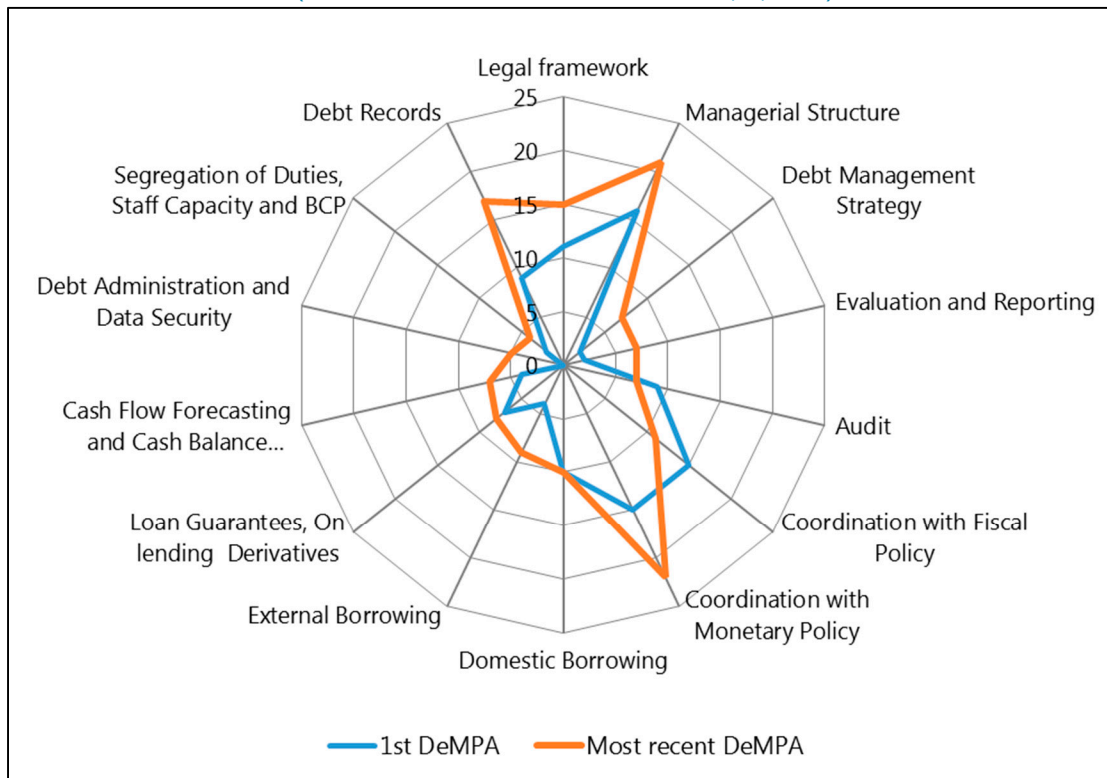 Legal framework
25
20
15
10
5
0
Managerial Structure
Debt Management
Strategy
Evaluation and Reporting
Audit
Coordination with Fiscal
Policy
Coordination with
Monetary Policy
Domestic Borrowing
External Borrowing
Loan Guarantees, On
lending Derivatives
Cash Flow Forecasting
and Cash Balance...
Debt Administration and
Data Security
Segregation of Duties,
Staff Capacity and BCP
Debt Records
1st DeMPA
Most recent DeMPA